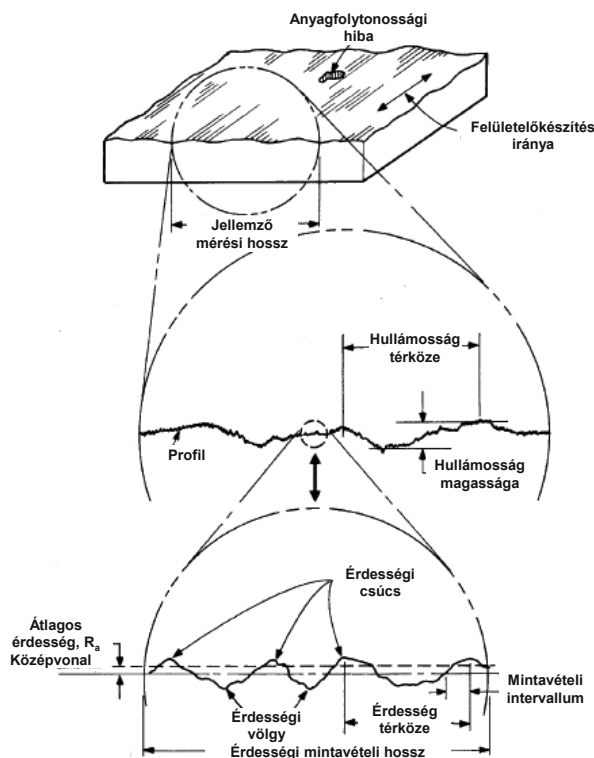 Anyagfolytonossági
hiba
Felületelőkészítés
iránya
Jellemző
mérési hossz
Hullámosság
térköze
Profil
Hullámosság
magassága
Érdességi
csúcs
Átlagos
érdesség, Ra
Középvonal
Mintavételi
intervallum
Érdességi
völgy
Érdesség
térköze
Érdességi mintavételi hossz